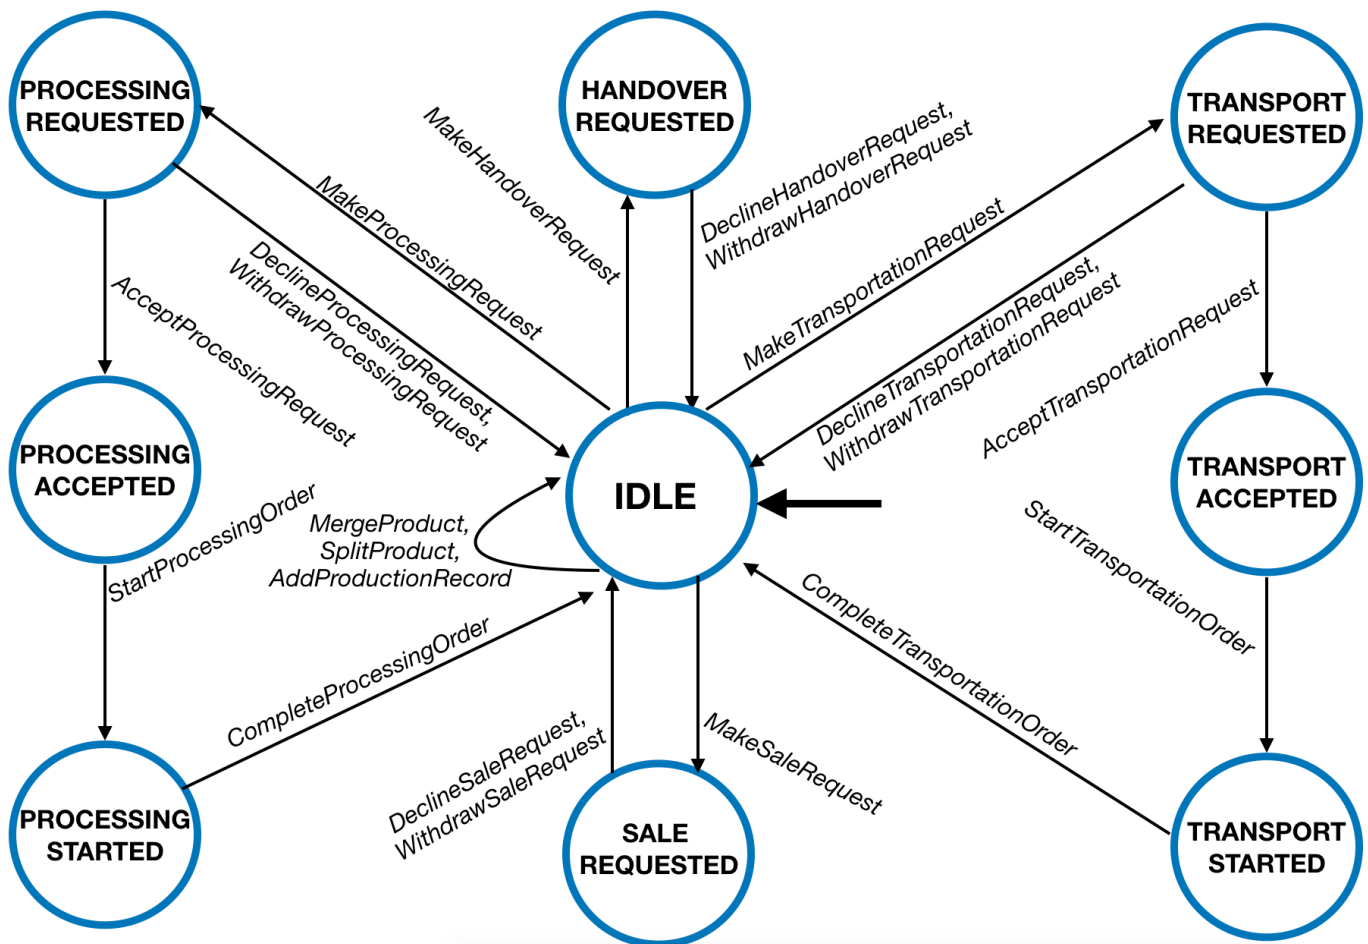 PROCESSING
REQUESTED
HANDOVER
REQUESTED
TRANSPORT
REQUESTED
MakeHandoverRequest
DeclineHandoverRequest,
WithdrawHandoverRequest
MakeProcessingRequest
DeclineProcessingRequest,
WithdrawProcessingRequest
MakeTransportationRequest
DeclineTransportationRequest,
WithdrawTransportationRequest
AcceptProcessingRequest
AcceptTransportationRequest
PROCESSING
ACCEPTED
IDLE
TRANSPORT
ACCEPTED
MergeProduct,
SplitProduct,
AddProductionRecord
StartProcessingOrder
StartTransportationOrder
CompleteProcessingOrder
CompleteTransportationOrder
DeclineSaleRequest,
WithdrawSaleRequest
MakeSaleRequest
PROCESSING
STARTED
SALE
REQUESTED
TRANSPORT
STARTED